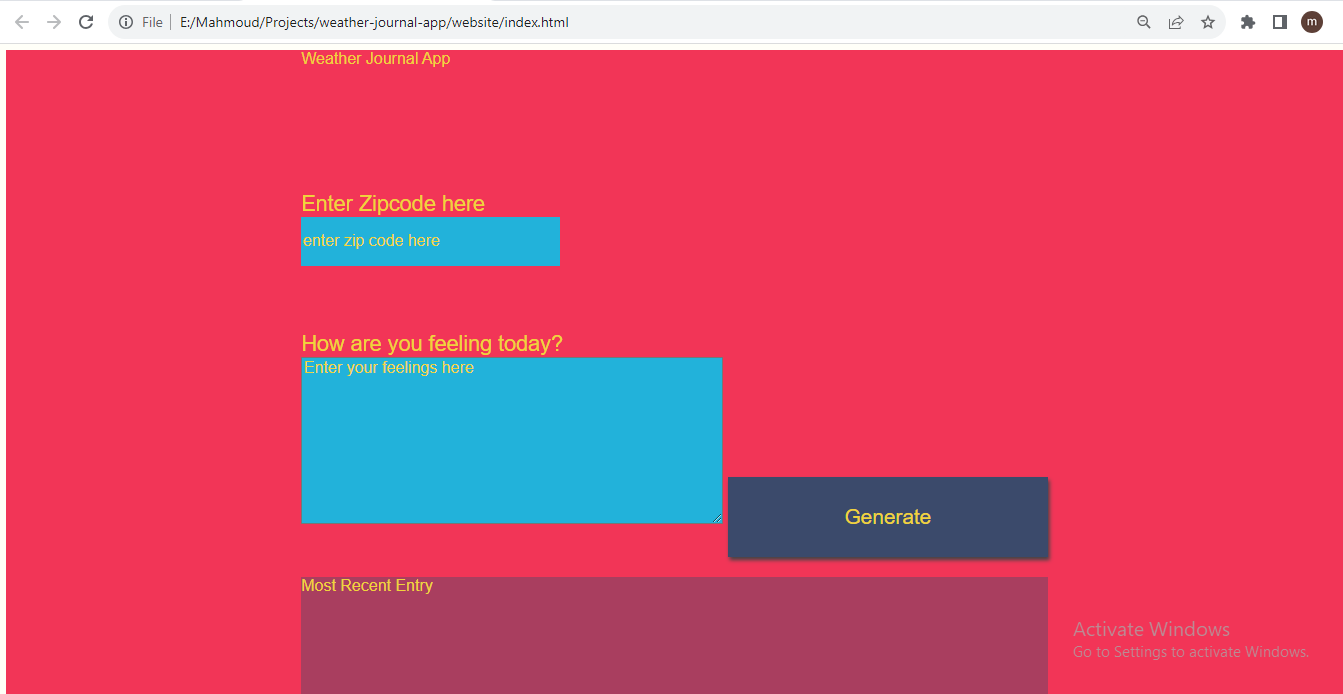 File
E:/Mahmoud/Projects/weather-journal-app/website/index.html
m
Weather Journal App
Enter Zipcode here
enter zip code here
How are you feeling today?
Enter your feelings here
Generate
Most Recent Entry
Activate Windows
Go to Settings to activate Windows.